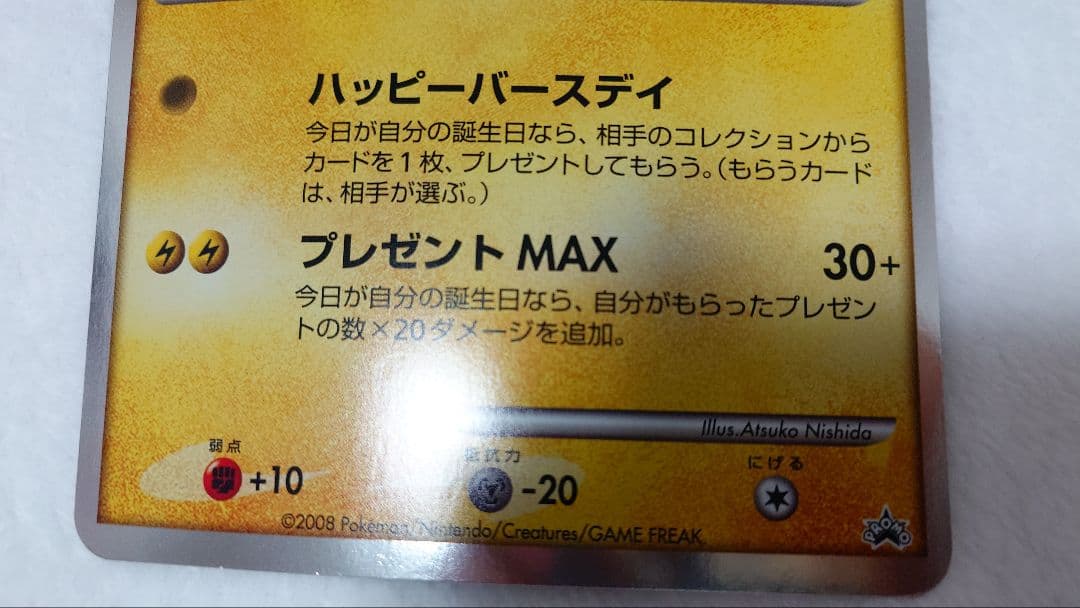 ハッピーバースデイ
今日が自分の誕生日なら、相手のコレクションから
カードを1枚、プレゼントしてもらう。（もらうカード
は、相手が選ぶ。）
プレゼントMAX 30+
今日が自分の誕生日なら、自分がもらったプレゼン
トの数×20ダメージを追加。
Illus.Atsuko Nishida
弱点 抵抗力 にげる
+10 -20
©2008 Pokémon/Nintendo/Creatures/GAME FREAK.
PROMO